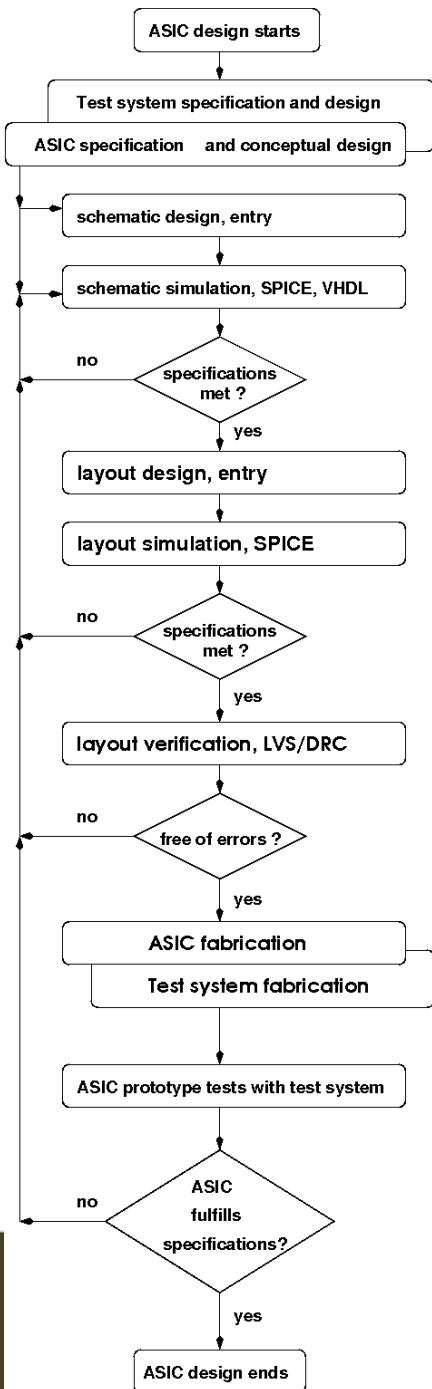 ASIC design starts
Test system specification and design
ASIC specification and conceptual design
schematic design, entry
schematic simulation, SPICE, VHDL
no
specifications
met ?
yes
layout design, entry
layout simulation, SPICE
no
specifications
met ?
yes
layout verification, LVS/DRC
no
free of errors ?
yes
ASIC fabrication
Test system fabrication
ASIC prototype tests with test system
ASIC
no
fulfills
specifications?
yes
ASIC design ends